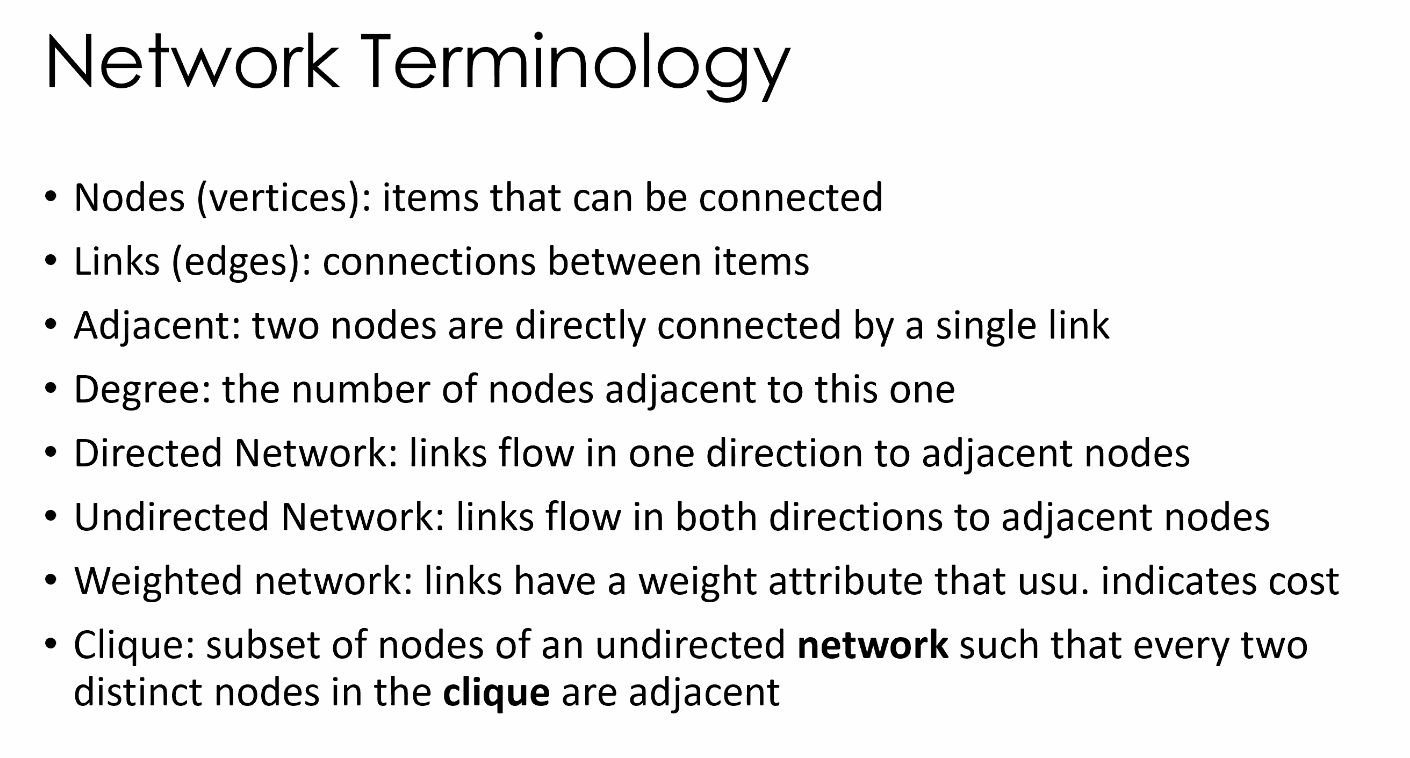 Network Terminology
• Nodes (vertices): items that can be connected
• Links (edges): connections between items
• Adjacent: two nodes are directly connected by a single link
• Degree: the number of nodes adjacent to this one
• Directed Network: links flow in one direction to adjacent nodes
• Undirected Network: links flow in both directions to adjacent nodes
• Weighted network: links have a weight attribute that usu. indicates cost
• Clique: subset of nodes of an undirected network such that every two
distinct nodes in the clique are adjacent